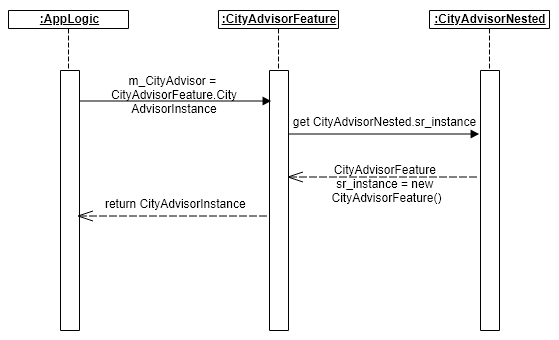 :AppLogic
:CityAdvisorFeature
:CityAdvisorNested
m_CityAdvisor =
CityAdvisorFeature.City
AdvisorInstance
get CityAdvisorNested.sr_instance
CityAdvisorFeature
sr_instance = new
CityAdvisorFeature()
return CityAdvisorInstance